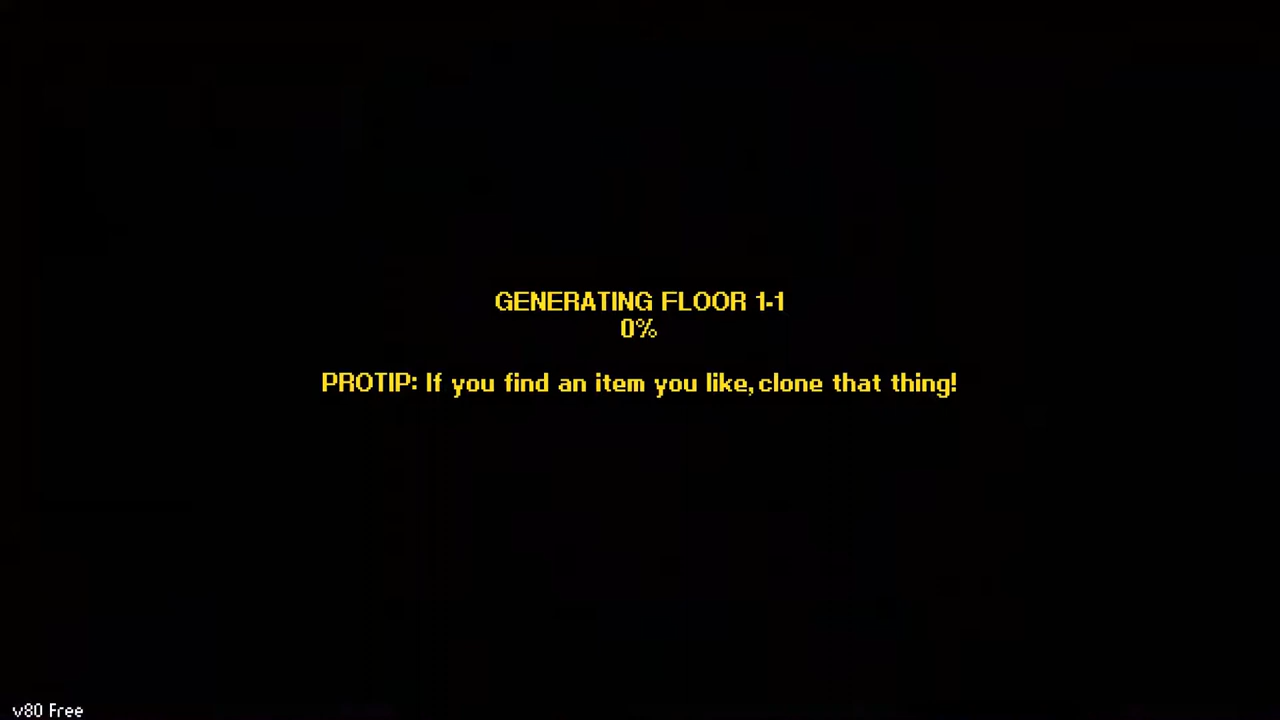 GENERATING FLOOR 1-1
0%
PROTIP: If you find an item you like, clone that thing!
v80 Free